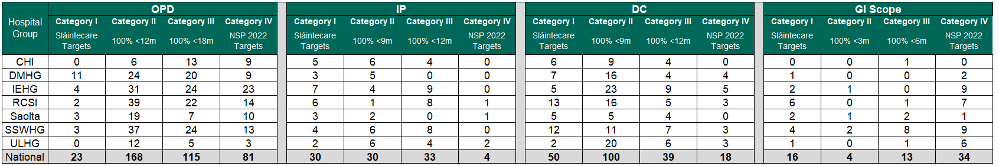 OPD IP DC GI Scope
Hospital Group Category I Category II Category III Category IV Category I Category II Category III Category IV Category I Category II Category III Category IV Category I Category II Category III Category IV
Sláintecare Targets 100% <12m 100% <18m NSP 2022 Targets Sláintecare Targets 100% <9m 100% <12m NSP 2022 Targets Sláintecare Targets 100% <9m 100% <12m NSP 2022 Targets Sláintecare Targets 100% <3m 100% <6m NSP 2022 Targets
CHI 0 6 13 9 5 6 4 0 6 9 4 0 0 0 1 0
DMHG 11 24 20 9 3 5 0 0 7 16 4 4 1 0 0 2
IEHG 4 31 24 23 7 4 9 0 5 23 9 5 2 1 0 9
RCSI 2 39 22 14 6 1 8 1 13 16 5 3 6 0 1 7
Saolta 3 19 7 10 3 2 0 1 5 5 4 0 2 1 2 1
SSWHG 3 37 24 13 4 6 8 0 12 11 7 3 4 2 8 9
ULHG 0 12 5 3 2 6 4 2 2 20 6 3 1 0 1 6
National 23 168 115 81 30 30 33 4 50 100 39 18 16 4 13 34